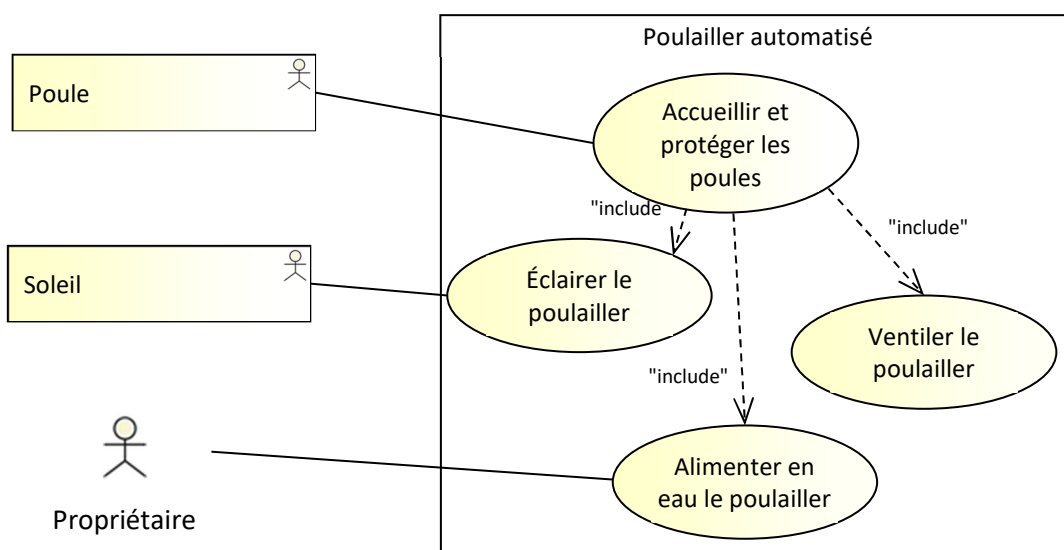 Poulailler automatisé
Poule
Accueillir et
protéger les
poules
"include
"include"
Soleil
Éclairer le
poulailler
Ventiler le
poulailler
"include"
Alimenter en
eau le poulailler
Propriétaire